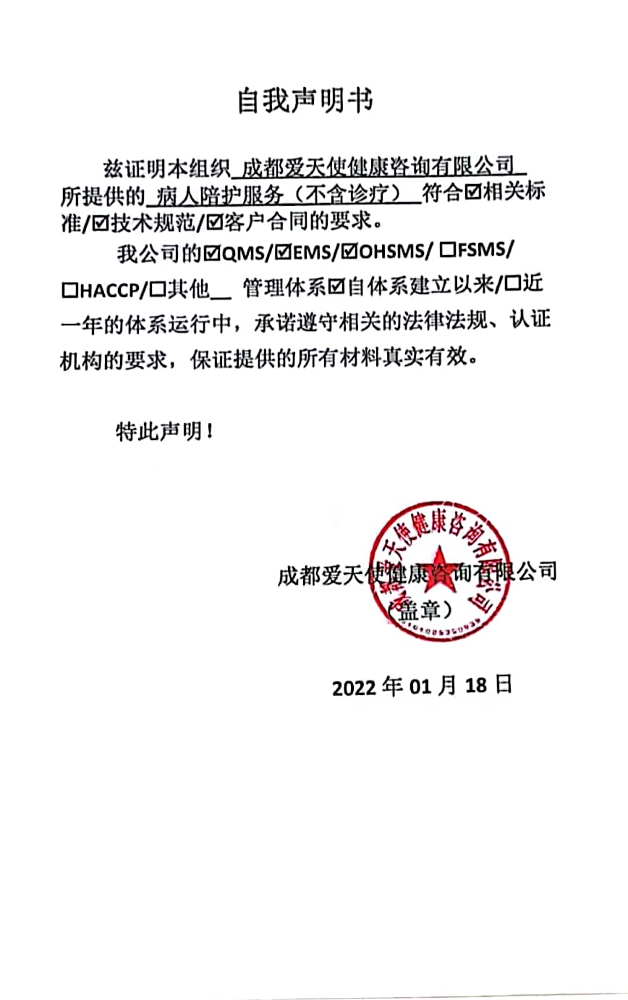 自我声明书
兹证明本组织 成都爱天使健康咨询有限公司
所提供的 病人陪护服务（不含诊疗） 符合☑相关标
准/☑技术规范/☑客户合同的要求。
我公司的☑QMS/☑EMS/☑OHSMS/ ☐FSMS/
☐HACCP/☐其他__ 管理体系☑自体系建立以来/☐近
一年的体系运行中，承诺遵守相关的法律法规、认证
机构的要求，保证提供的所有材料真实有效。
特此声明！
成都爱天使健康咨询有限公司
成都爱天使健康咨询有限公司
（盖章）
2022 年 01 月 18 日